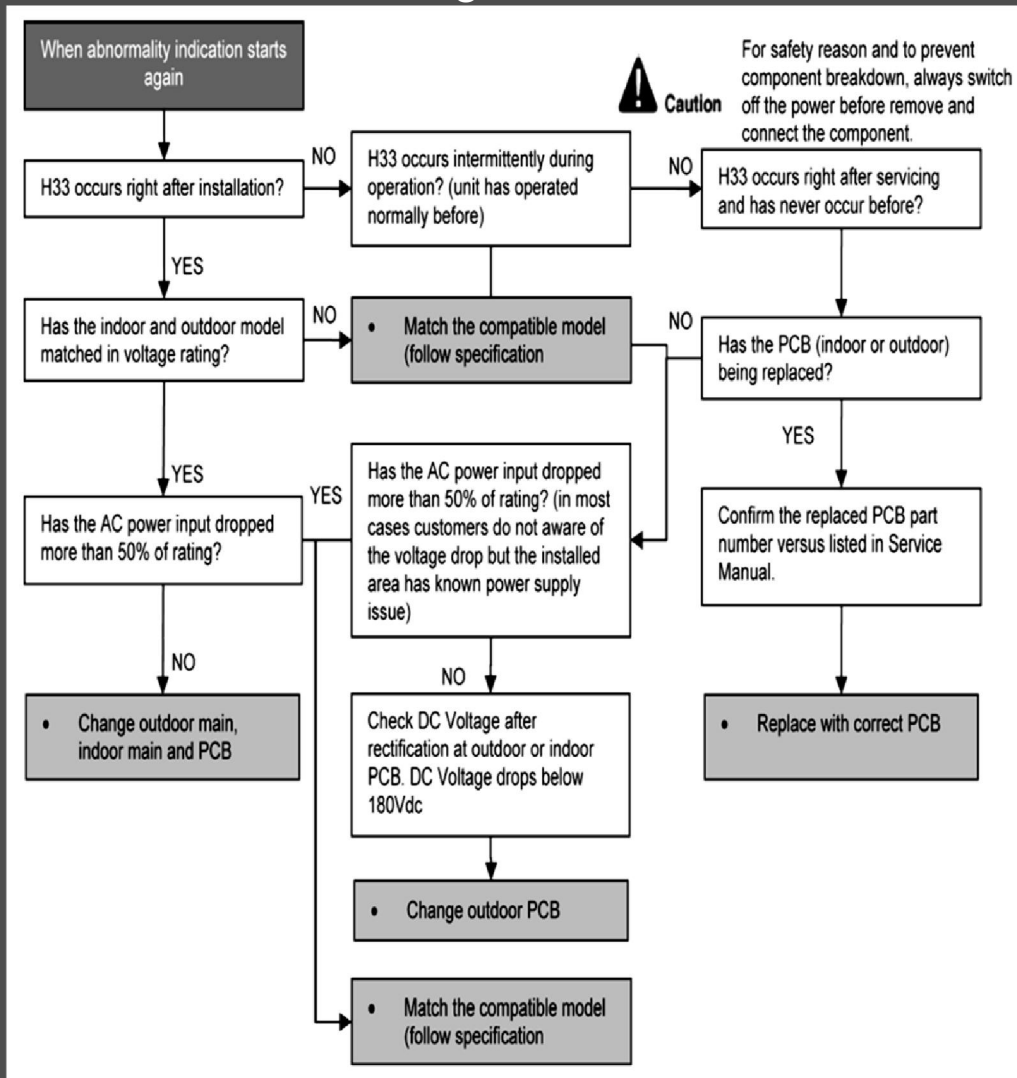 When abnormality indication starts
again
Caution
For safety reason and to prevent
component breakdown, always switch
off the power before remove and
connect the component.
H33 occurs right after installation?
NO
H33 occurs intermittently during
operation? (unit has operated
normally before)
NO
H33 occurs right after servicing
and has never occur before?
YES
Has the indoor and outdoor model
matched in voltage rating?
NO
• Match the compatible model
(follow specification
NO
Has the PCB (indoor or outdoor)
being replaced?
YES
YES
Has the AC power input dropped
more than 50% of rating?
YES
Has the AC power input dropped
more than 50% of rating? (in most
cases customers do not aware of
the voltage drop but the installed
area has known power supply
issue)
Confirm the replaced PCB part
number versus listed in Service
Manual.
NO
NO
• Change outdoor main,
indoor main and PCB
Check DC Voltage after
rectification at outdoor or indoor
PCB. DC Voltage drops below
180Vdc
• Replace with correct PCB
• Change outdoor PCB
• Match the compatible model
(follow specification